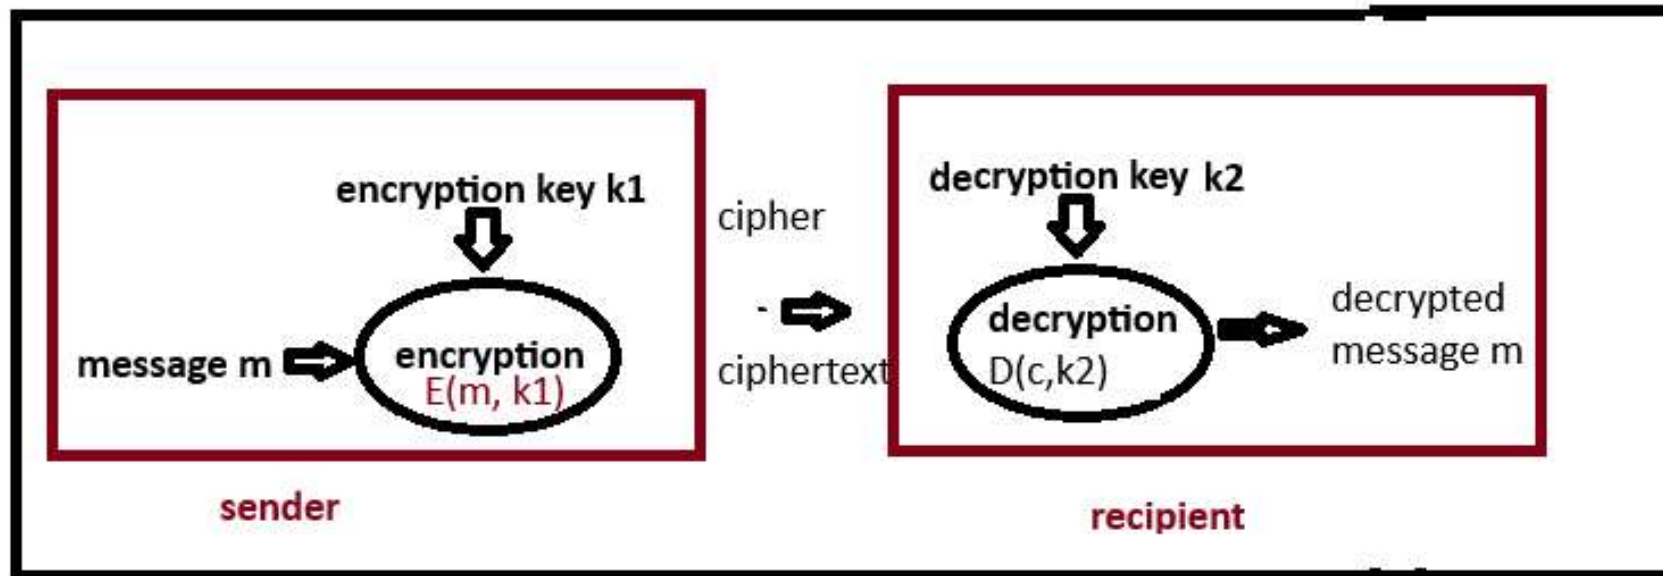 encryption key k1
message m
encryption
E(m, k1)
sender
cipher
-
ciphertext
decryption key k2
decryption
D(c,k2)
decrypted
message m
recipient